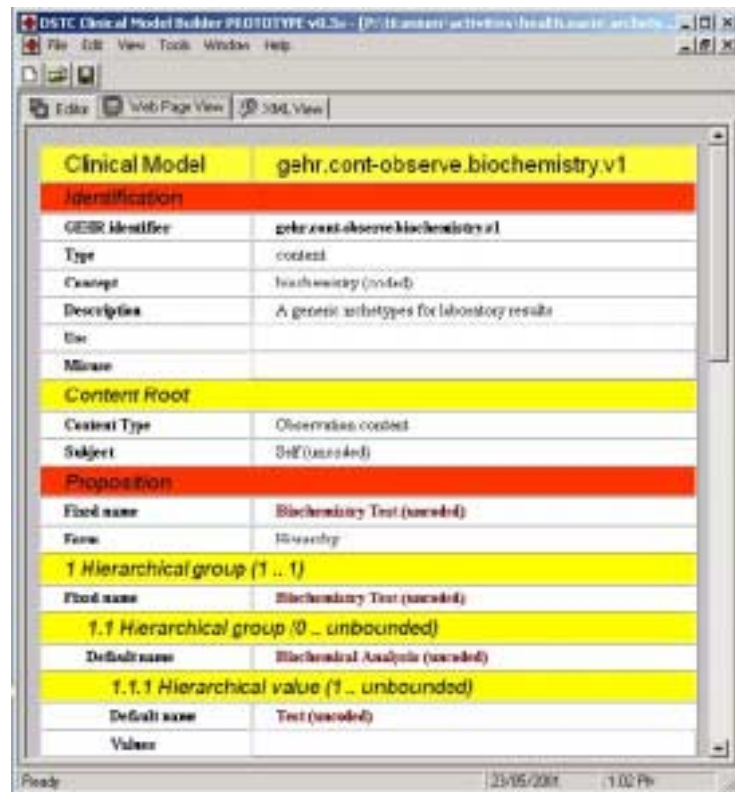 DSTC Clinical Model Builder PROTOTYPE
File Edit View Tools Window Help
Editor Web Page View XML View
Clinical Model gehr.cont-observe.biochemistry.v1
Identification
GEHR identifier gehr.cont-observe.biochemistry.v1
Type content
Concept biochemistry (coded)
Description A generic archetypes for laboratory results
Use
Misuse
Content Root
Content Type Observation content
Subject Self (uncoded)
Proposition
Fixed name Biochemistry Test (uncoded)
Form Hierarchy
1 Hierarchical group (1 .. 1)
Fixed name Biochemistry Test (uncoded)
1.1 Hierarchical group (0 .. unbounded)
Default name Biochemical Analysis (uncoded)
1.1.1 Hierarchical value (1 .. unbounded)
Default name Test (uncoded)
Values
Ready 23/05/2001 1:02 PM